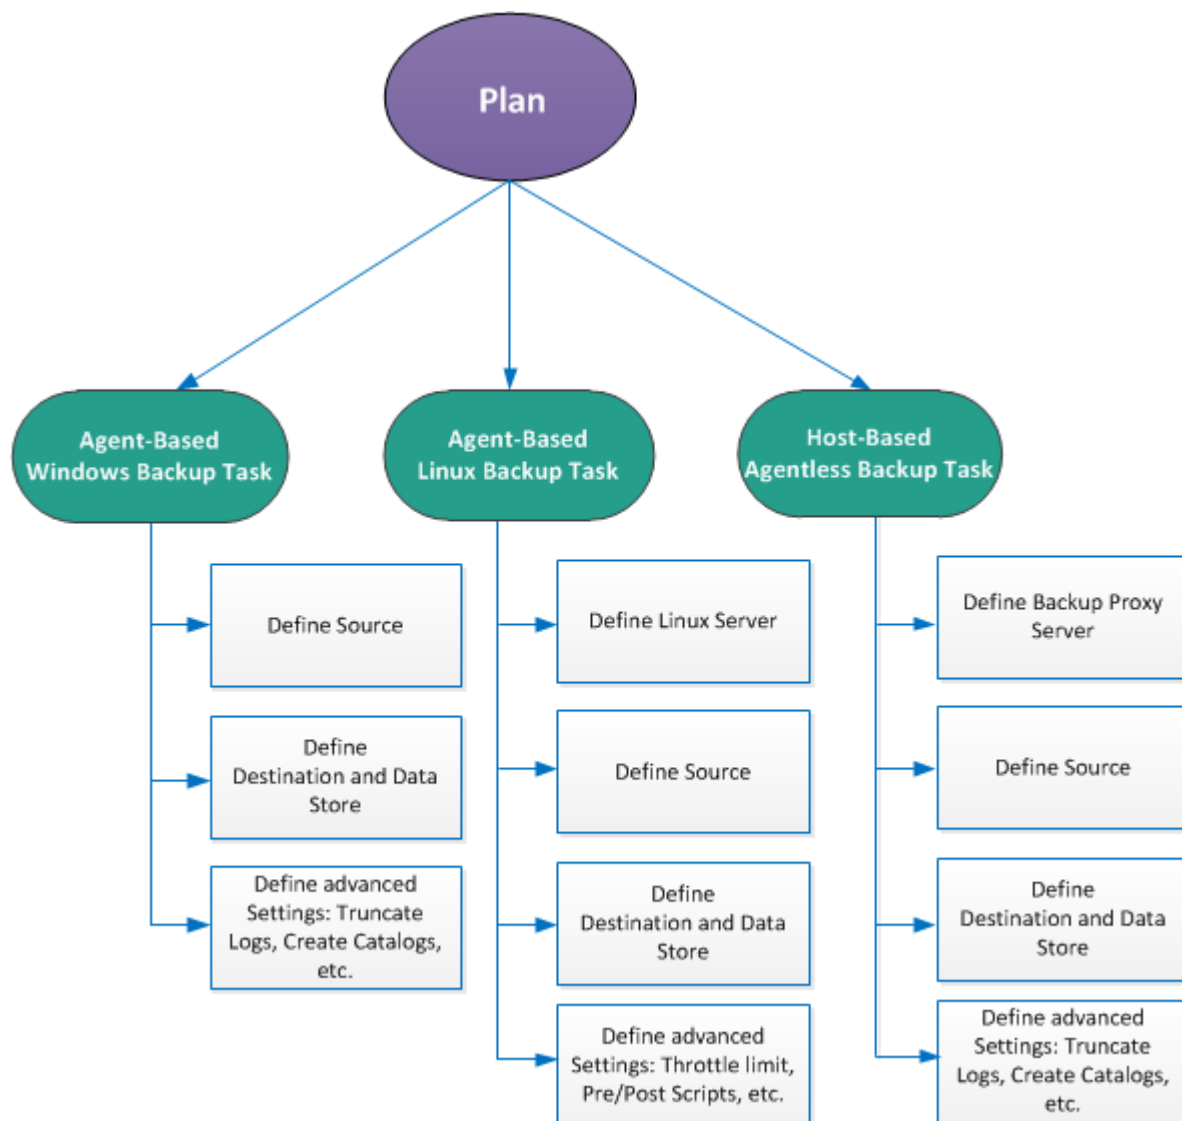 Plan
Agent-Based
Windows Backup Task
Agent-Based
Linux Backup Task
Host-Based
Agentless Backup Task
Define Source
Define
Destination and Data
Store
Define advanced
Settings: Truncate
Logs, Create Catalogs,
etc.
Define Linux Server
Define Source
Define
Destination and Data
Store
Define advanced
Settings: Throttle limit,
Pre/Post Scripts, etc.
Define Backup Proxy
Server
Define Source
Define
Destination and Data
Store
Define advanced
Settings: Truncate
Logs, Create Catalogs,
etc.